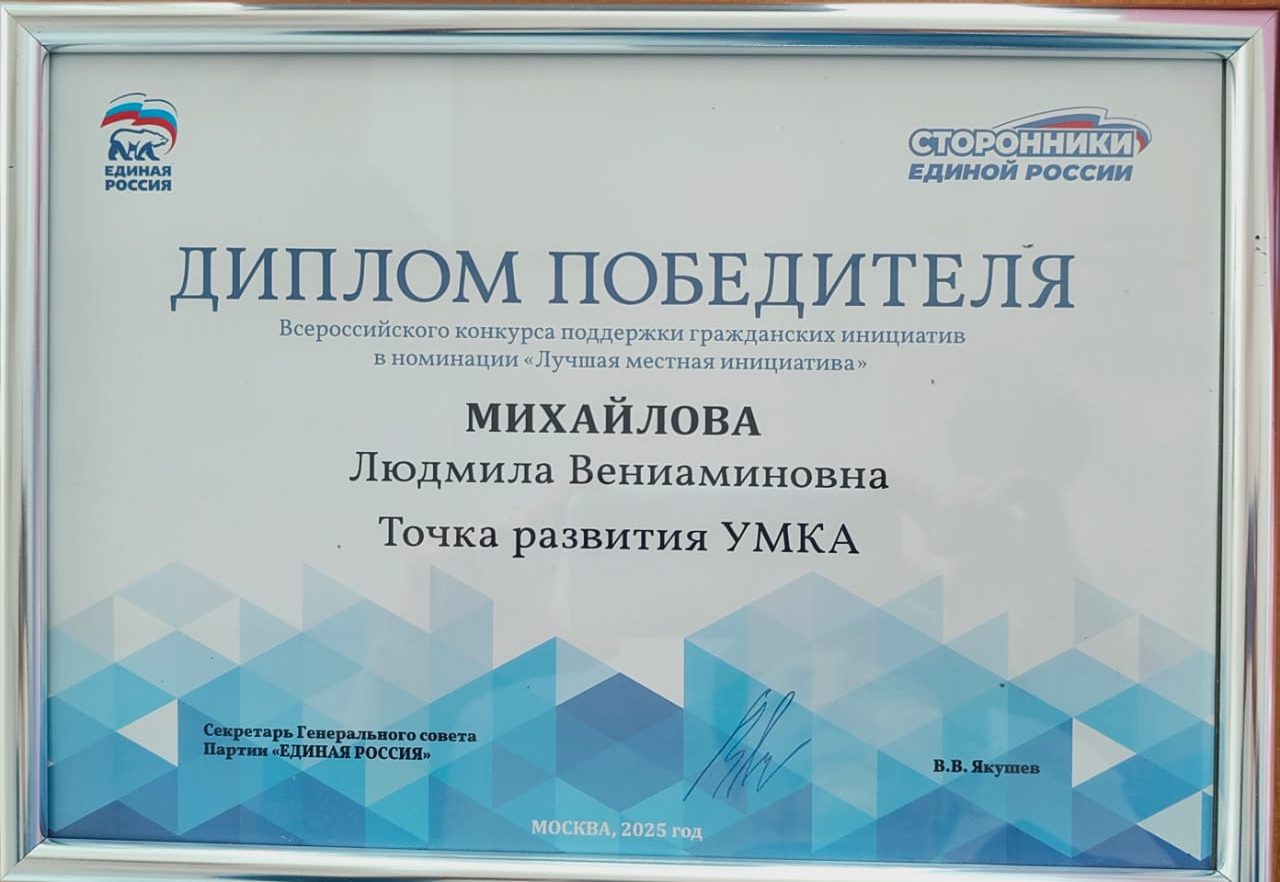 ЕДИНАЯ
РОССИЯ
СТОРОННИКИ
ЕДИНОЙ РОССИИ
ДИПЛОМ ПОБЕДИТЕЛЯ
Всероссийского конкурса поддержки гражданских инициатив
в номинации «Лучшая местная инициатива»
МИХАЙЛОВА
Людмила Вениаминовна
Точка развития УМКА
Секретарь Генерального совета
Партии «ЕДИНАЯ РОССИЯ»
В.В. Якушев
МОСКВА, 2025 год